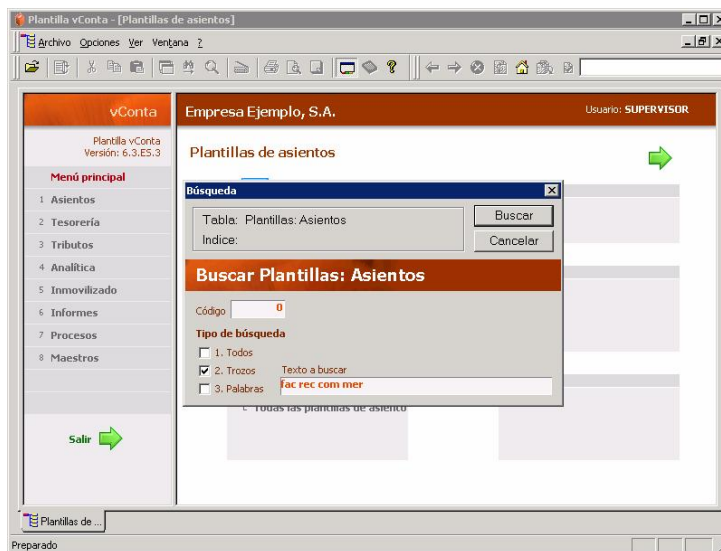 Plantilla vConta - [Plantillas de asientos]
Archivo Opciones Ver Ventana ?
vConta
Empresa Ejemplo, S.A.
Usuario: SUPERVISOR
Plantilla vConta
Versión: 6.3.E5.3
Plantillas de asientos
Menú principal
1 Asientos
2 Tesorería
3 Tributos
4 Analítica
5 Inmovilizado
6 Informes
7 Procesos
8 Maestros
Salir
Búsqueda
Tabla: Plantillas: Asientos
Indice:
Buscar
Cancelar
Buscar Plantillas: Asientos
Código 0
Tipo de búsqueda
1. Todos
2. Trozos
Texto a buscar
3. Palabras
fac rec com mer
Todas las plantillas de asiento
Plantillas de ...
Preparado